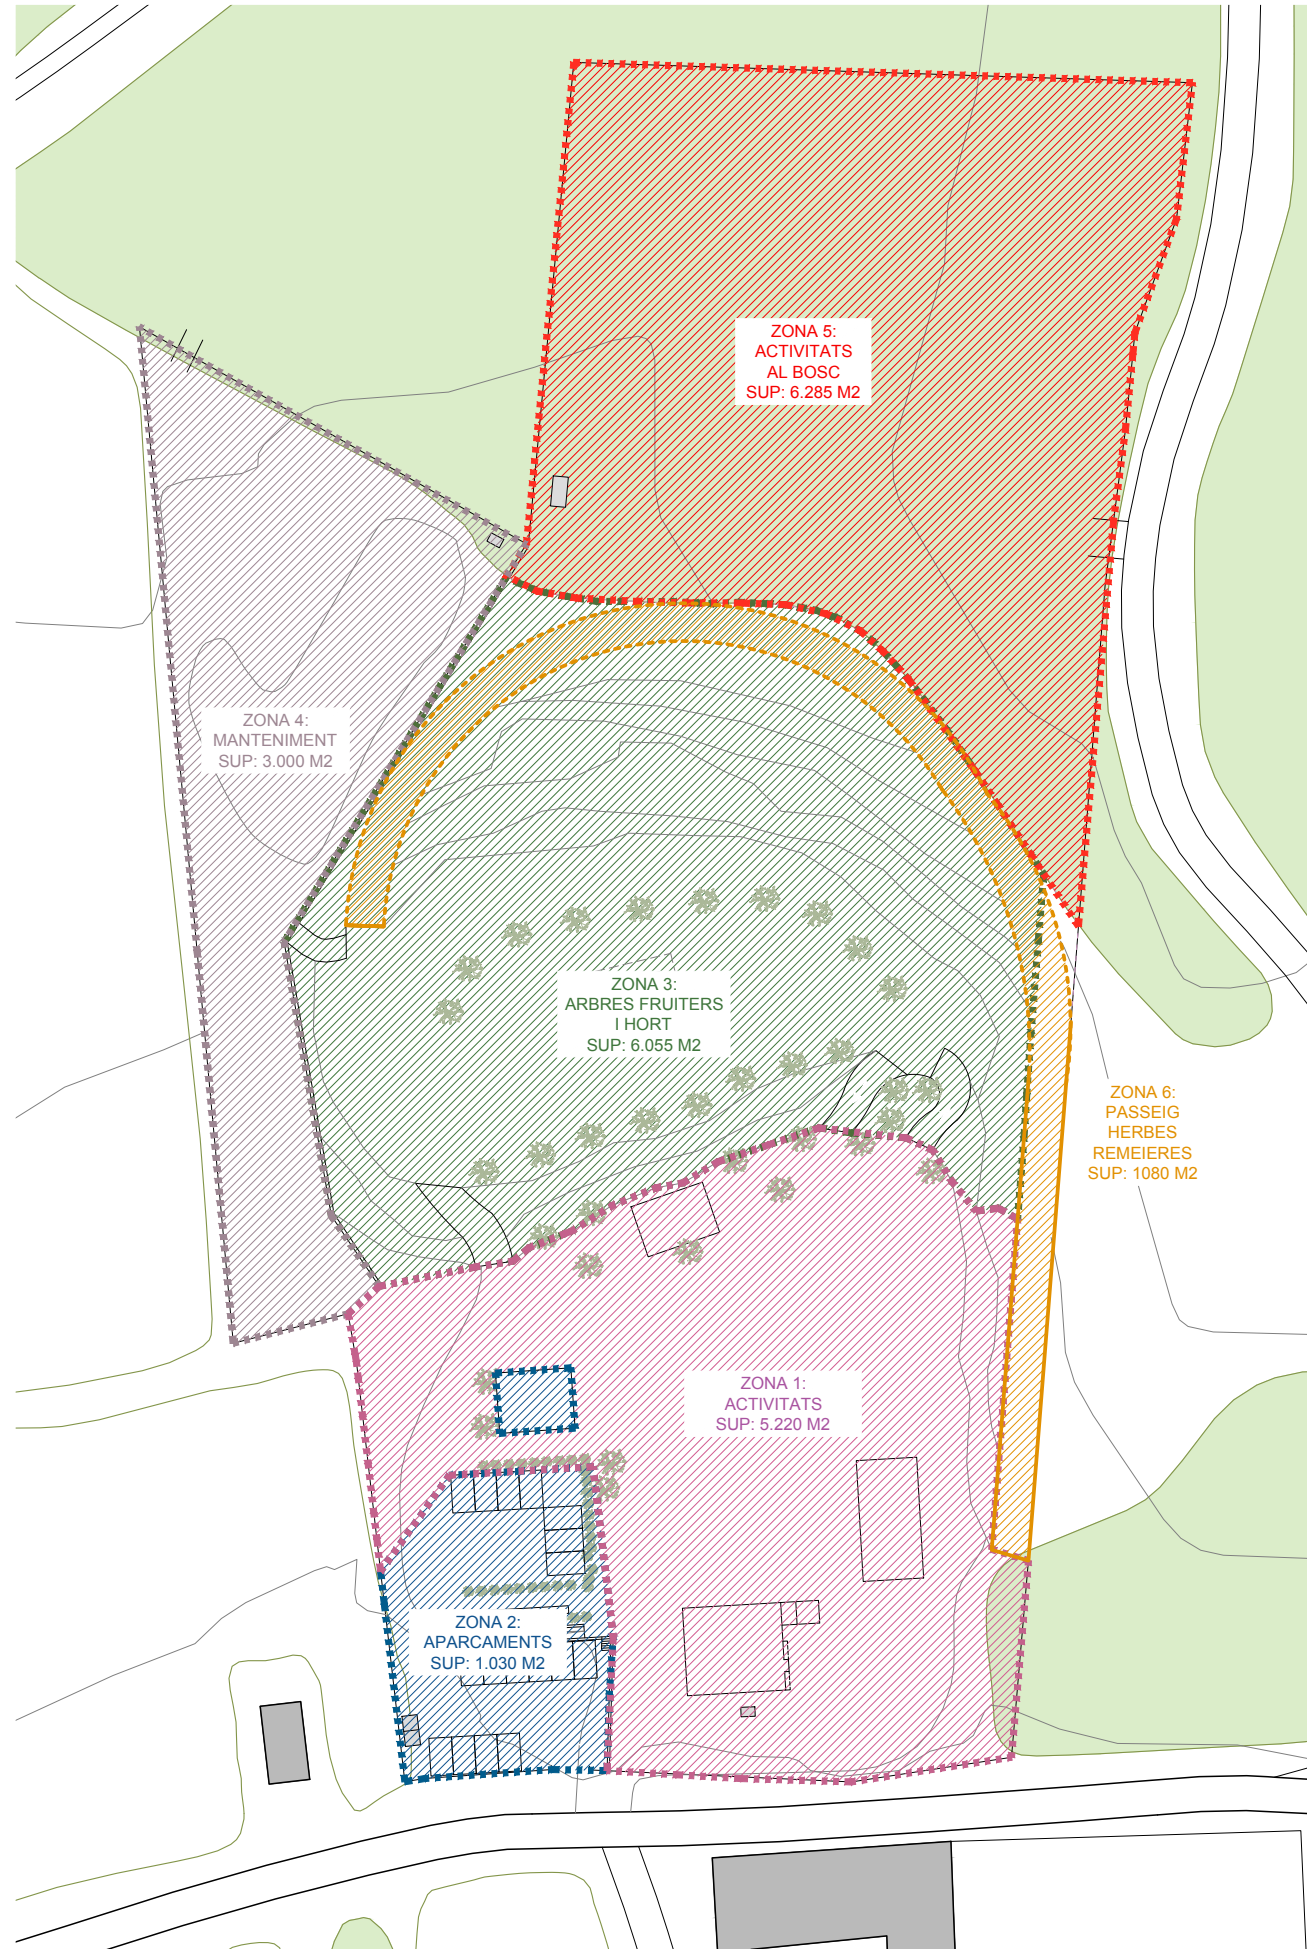 ZONA 5:
ACTIVITATS
AL BOSC
SUP: 6.285 M2
ZONA 4:
MANTENIMENT
SUP: 3.000 M2
ZONA 3:
ARBRES FRUITERS
I HORT
SUP: 6.055 M2
ZONA 6:
PASSEIG
HERBES
REMEIERES
SUP: 1080 M2
ZONA 1:
ACTIVITATS
SUP: 5.220 M2
ZONA 2:
APARCAMENTS
SUP: 1.030 M2